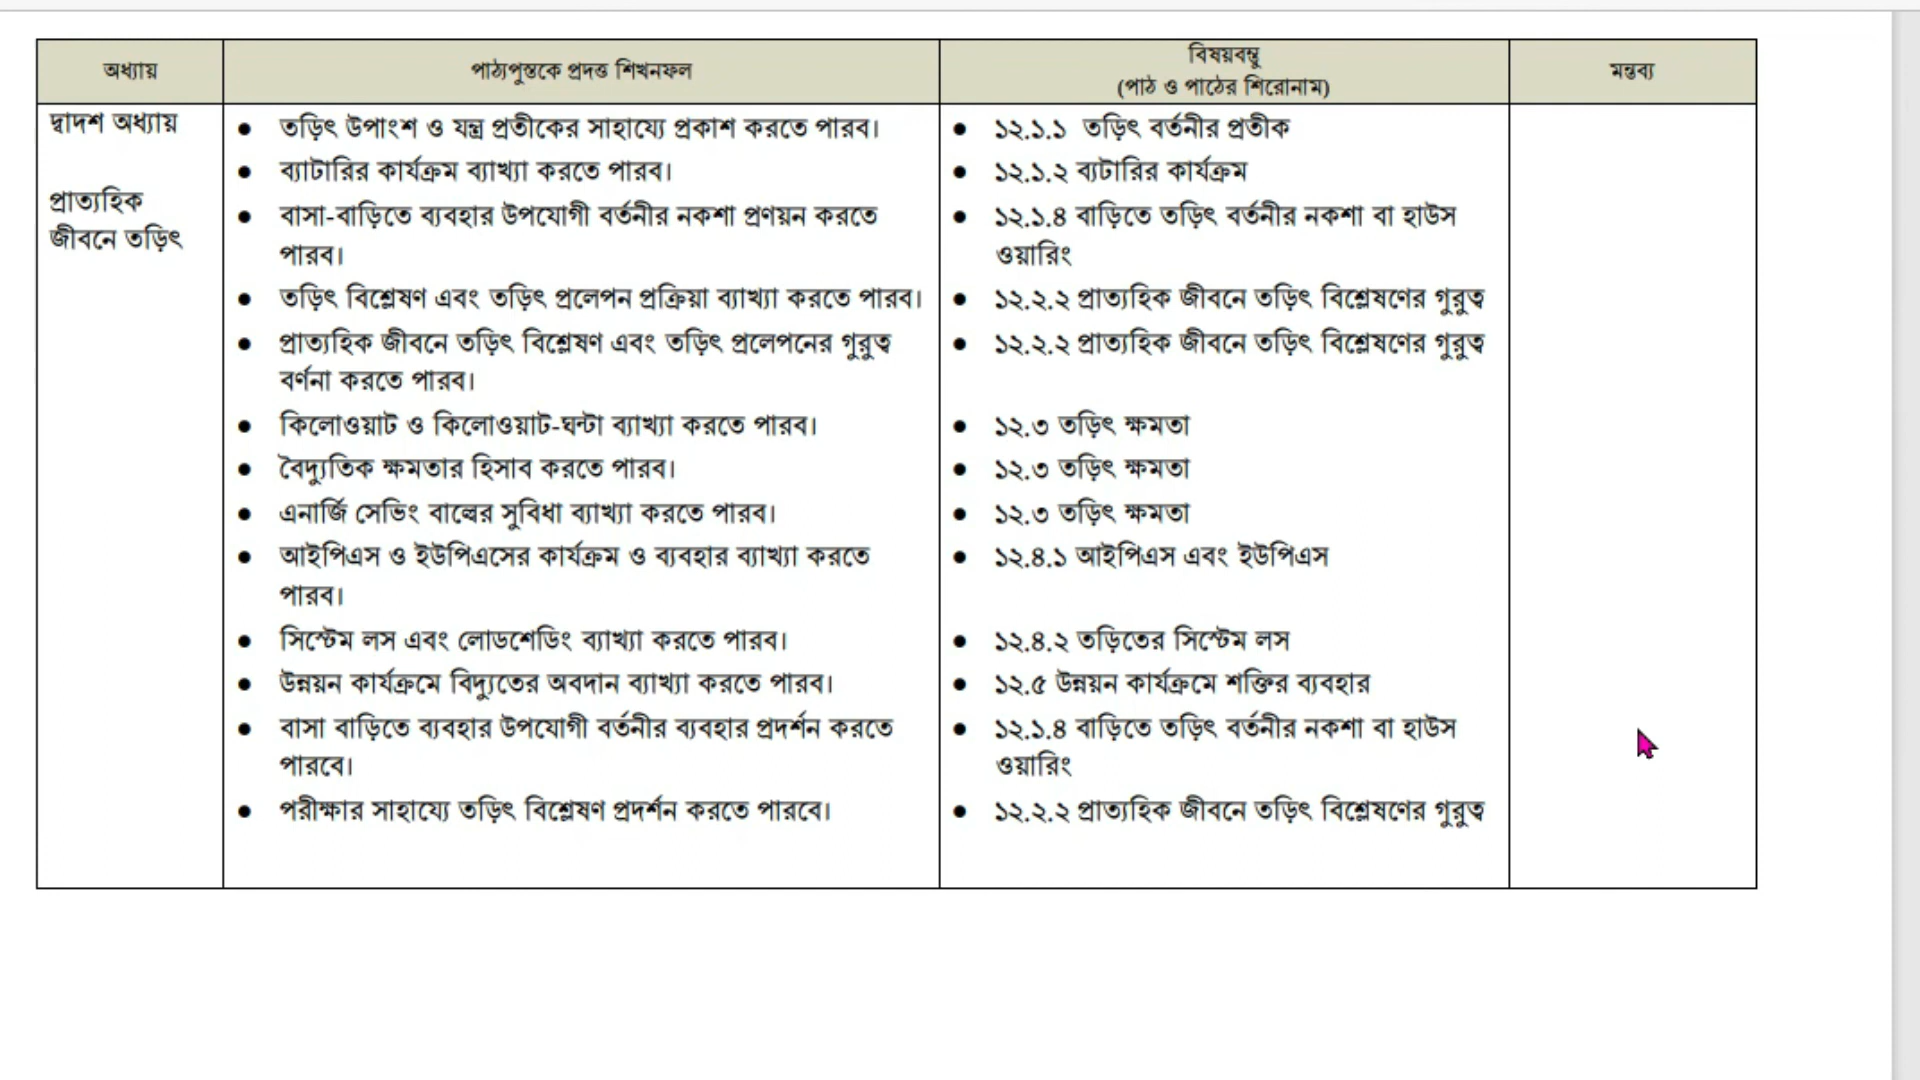 অধ্যায়
পাঠ্যপুস্তকে প্রদত্ত শিখনফল
বিষয়বস্তু
(পাঠ ও পাঠের শিরোনাম)
মন্তব্য
দ্বাদশ অধ্যায়
প্রাত্যহিক
জীবনে তড়িৎ
● তড়িৎ উপাংশ ও যন্ত্র প্রতীকের সাহায্যে প্রকাশ করতে পারব।
● ব্যাটারির কার্যক্রম ব্যাখ্যা করতে পারব।
● বাসা-বাড়িতে ব্যবহার উপযোগী বর্তনীর নকশা প্রণয়ন করতে
পারব।
● তড়িৎ বিশ্লেষণ এবং তড়িৎ প্রলেপন প্রক্রিয়া ব্যাখ্যা করতে পারব।
● প্রাত্যহিক জীবনে তড়িৎ বিশ্লেষণ এবং তড়িৎ প্রলেপনের গুরুত্ব
বর্ণনা করতে পারব।
● কিলোওয়াট ও কিলোওয়াট-ঘন্টা ব্যাখ্যা করতে পারব।
● বৈদ্যুতিক ক্ষমতার হিসাব করতে পারব।
● এনার্জি সেভিং বাল্বের সুবিধা ব্যাখ্যা করতে পারব।
● আইপিএস ও ইউপিএসের কার্যক্রম ও ব্যবহার ব্যাখ্যা করতে
পারব।
● সিস্টেম লস এবং লোডশেডিং ব্যাখ্যা করতে পারব।
● উন্নয়ন কার্যক্রমে বিদ্যুতের অবদান ব্যাখ্যা করতে পারব।
● বাসা বাড়িতে ব্যবহার উপযোগী বর্তনীর ব্যবহার প্রদর্শন করতে
পারবে।
● পরীক্ষার সাহায্যে তড়িৎ বিশ্লেষণ প্রদর্শন করতে পারবে।
● ১২.১.১ তড়িৎ বর্তনীর প্রতীক
● ১২.১.২ ব্যটারির কার্যক্রম
● ১২.১.৪ বাড়িতে তড়িৎ বর্তনীর নকশা বা হাউস
ওয়ারিং
● ১২.২.২ প্রাত্যহিক জীবনে তড়িৎ বিশ্লেষণের গুরুত্ব
● ১২.২.২ প্রাত্যহিক জীবনে তড়িৎ বিশ্লেষণের গুরুত্ব
● ১২.৩ তড়িৎ ক্ষমতা
● ১২.৩ তড়িৎ ক্ষমতা
● ১২.৩ তড়িৎ ক্ষমতা
● ১২.৪.১ আইপিএস এবং ইউপিএস
● ১২.৪.২ তড়িতের সিস্টেম লস
● ১২.৫ উন্নয়ন কার্যক্রমে শক্তির ব্যবহার
● ১২.১.৪ বাড়িতে তড়িৎ বর্তনীর নকশা বা হাউস
ওয়ারিং
● ১২.২.২ প্রাত্যহিক জীবনে তড়িৎ বিশ্লেষণের গুরুত্ব